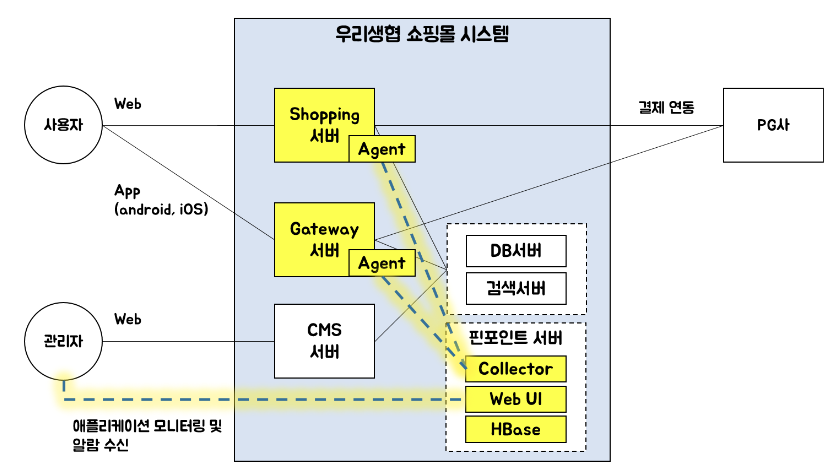 우리생협 쇼핑몰 시스템
Web
사용자
Shopping
서버
Agent
결제 연동
PG사
App
(android, iOS)
Gateway
서버
Agent
DB서버
검색서버
Web
관리자
CMS
서버
핀포인트 서버
Collector
Web UI
HBase
애플리케이션 모니터링 및
알람 수신